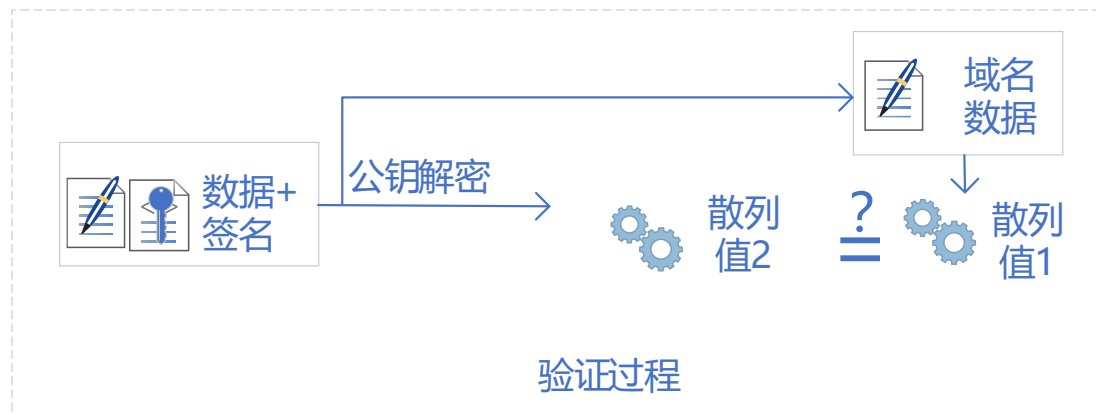 域名
数据
数据+
签名
公钥解密
散列
值2
?
=
散列
值1
验证过程